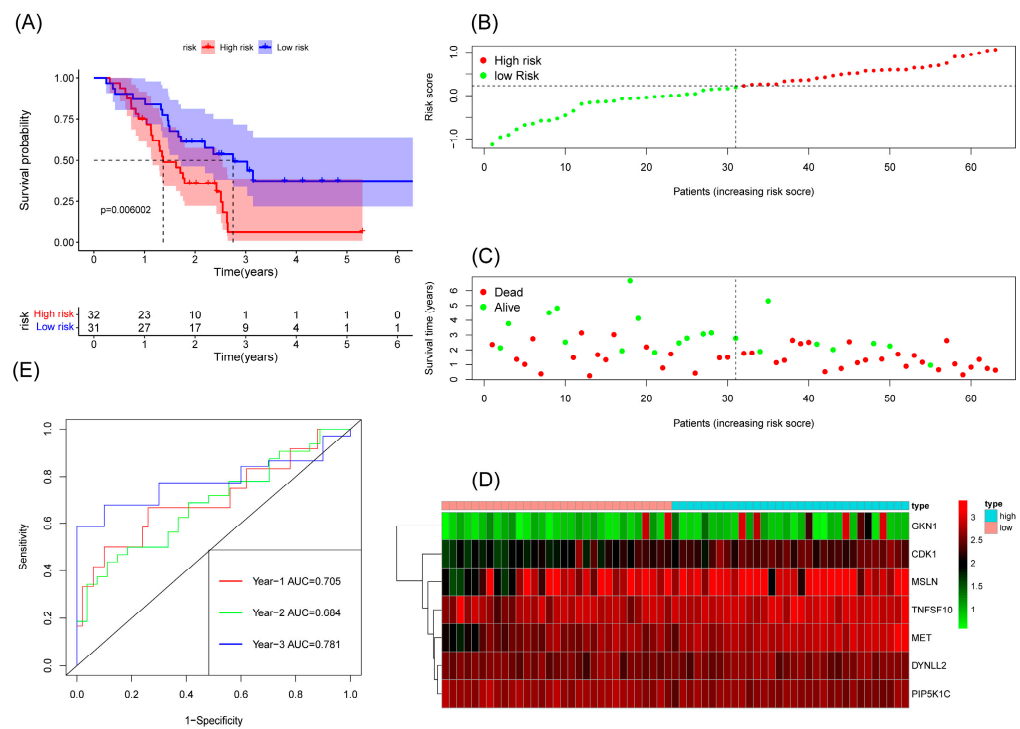 (A)
risk High risk Low risk
1.00
0.75
0.50
0.25
0.00
Survival probability
p=0.006002
0 1 2 3 4 5 6
Time(years)
risk
High risk 32 23 10 1 1 1 0
Low risk 31 27 17 9 4 1 1
0 1 2 3 4 5 6
Time(years)
(B)
High risk
low Risk
Risk score
1.0
0.0
−1.0
0 10 20 30 40 50 60
Patients (increasing risk socre)
(C)
Dead
Alive
Survival time (years)
6
5
4
3
2
1
0
0 10 20 30 40 50 60
Patients (increasing risk socre)
(D)
type
GKN1
CDK1
MSLN
TNFSF10
MET
DYNLL2
PIP5K1C
3
2.5
2
1.5
1
type
high
low
(E)
1.0
0.8
0.6
0.4
0.2
0.0
Sensitivity
Year−1 AUC=0.705
Year−2 AUC=0.664
Year−3 AUC=0.781
0.0 0.2 0.4 0.6 0.8 1.0
1−Specificity